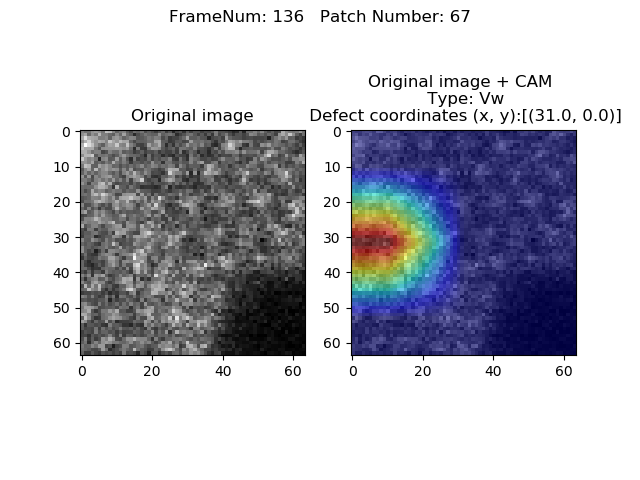 FrameNum: 136   Patch Number: 67
Original image
Original image + CAM
Type: Vw
Defect coordinates (x, y):[(31.0, 0.0)]
0
10
20
30
40
50
60
0 20 40 60
0
10
20
30
40
50
60
0 20 40 60